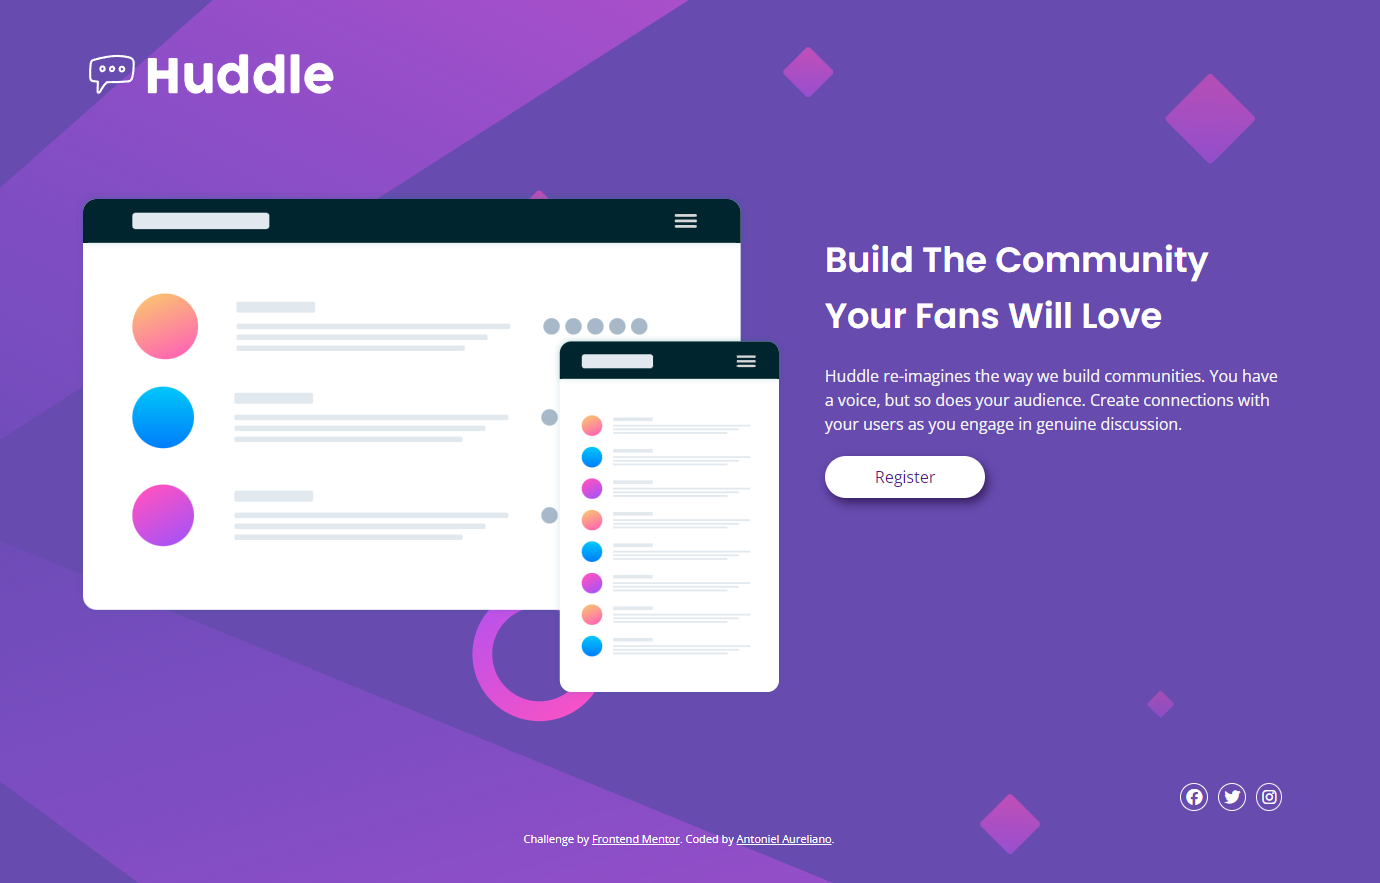 Huddle
Build The Community
Your Fans Will Love
Huddle re-imagines the way we build communities. You have
a voice, but so does your audience. Create connections with
your users as you engage in genuine discussion.
Register
Challenge by Frontend Mentor. Coded by Antoniel Aureliano.